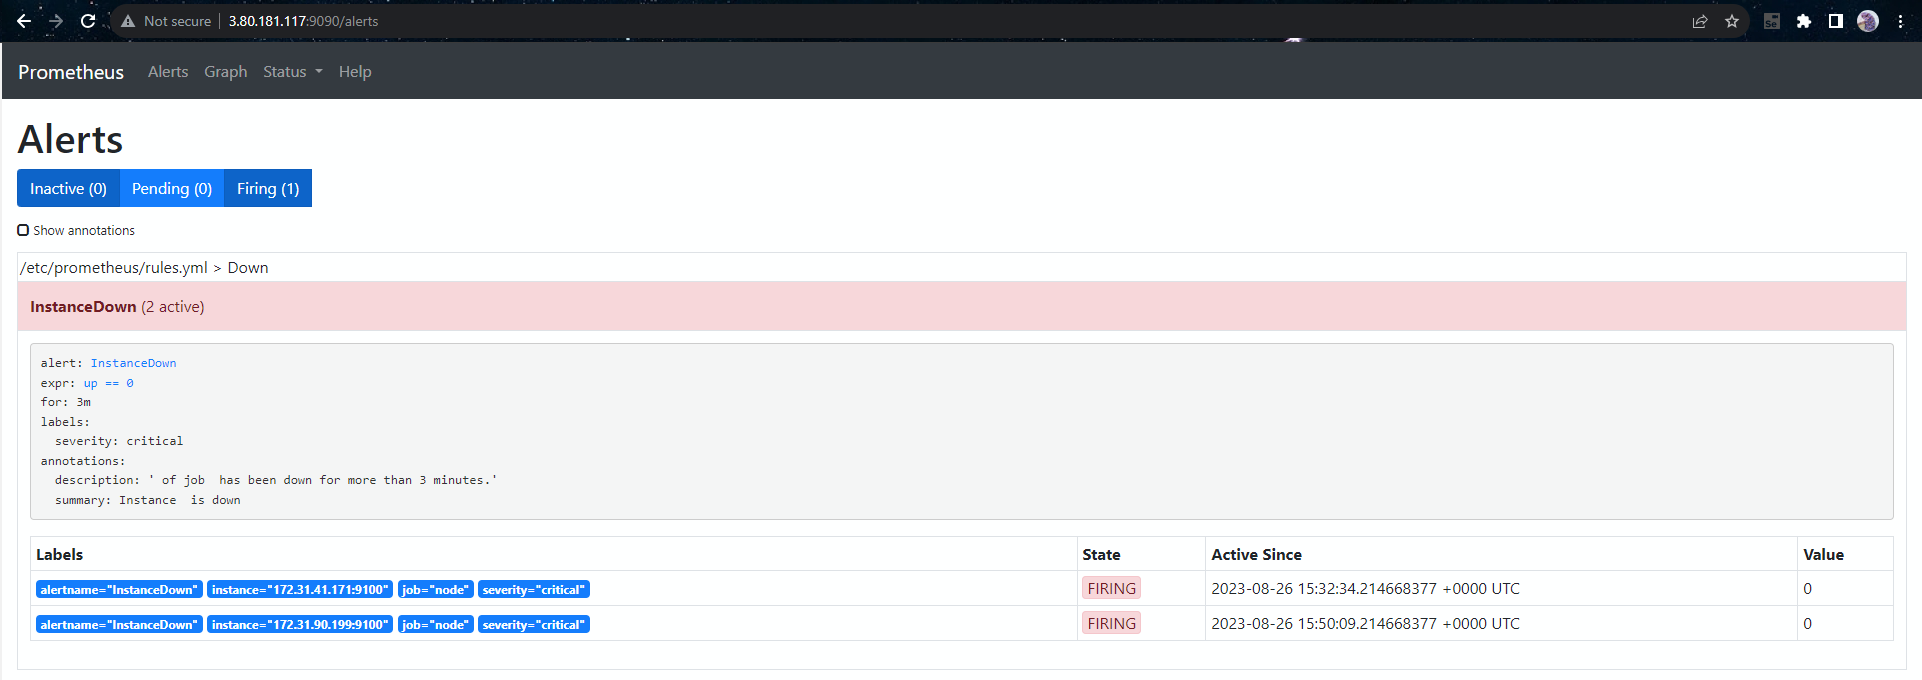 Not secure | 3.80.181.117:9090/alerts
Se
Prometheus Alerts Graph Status Help
Alerts
Inactive (0) Pending (0) Firing (1)
Show annotations
/etc/prometheus/rules.yml > Down
InstanceDown (2 active)
alert: InstanceDown
expr: up == 0
for: 3m
labels:
  severity: critical
annotations:
  description: ' of job  has been down for more than 3 minutes.'
  summary: Instance  is down
Labels State Active Since Value
alertname="InstanceDown" instance="172.31.41.171:9100" job="node" severity="critical" FIRING 2023-08-26 15:32:34.214668377 +0000 UTC 0
alertname="InstanceDown" instance="172.31.90.199:9100" job="node" severity="critical" FIRING 2023-08-26 15:50:09.214668377 +0000 UTC 0